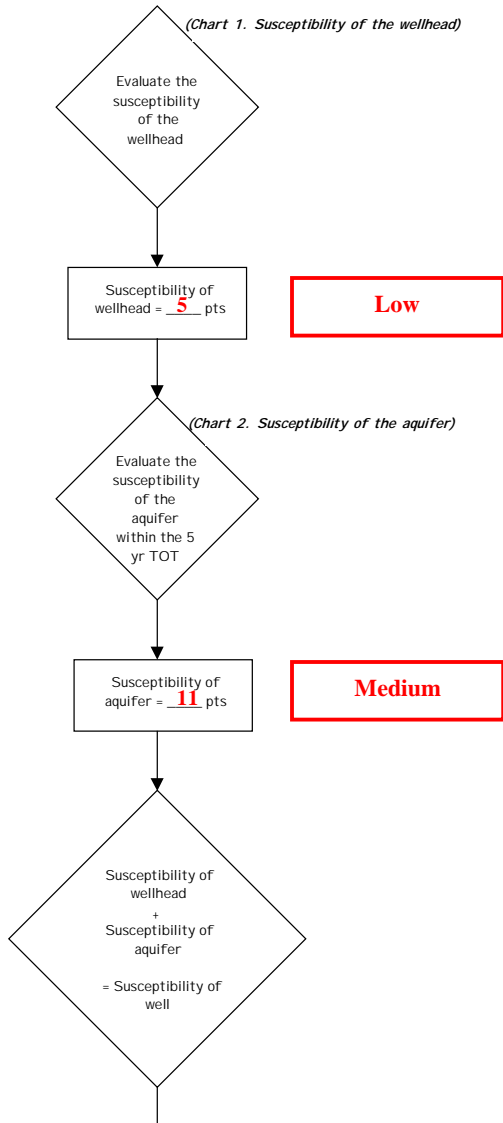 (Chart 1. Susceptibility of the wellhead)
Evaluate the
susceptibility
of the
wellhead
Susceptibility of
wellhead = __5__ pts
Low
(Chart 2. Susceptibility of the aquifer)
Evaluate the
susceptibility
of the
aquifer
within the 5
yr TOT
Susceptibility of
aquifer = __11__ pts
Medium
Susceptibility of
wellhead
+
Susceptibility of
aquifer
= Susceptibility of
well